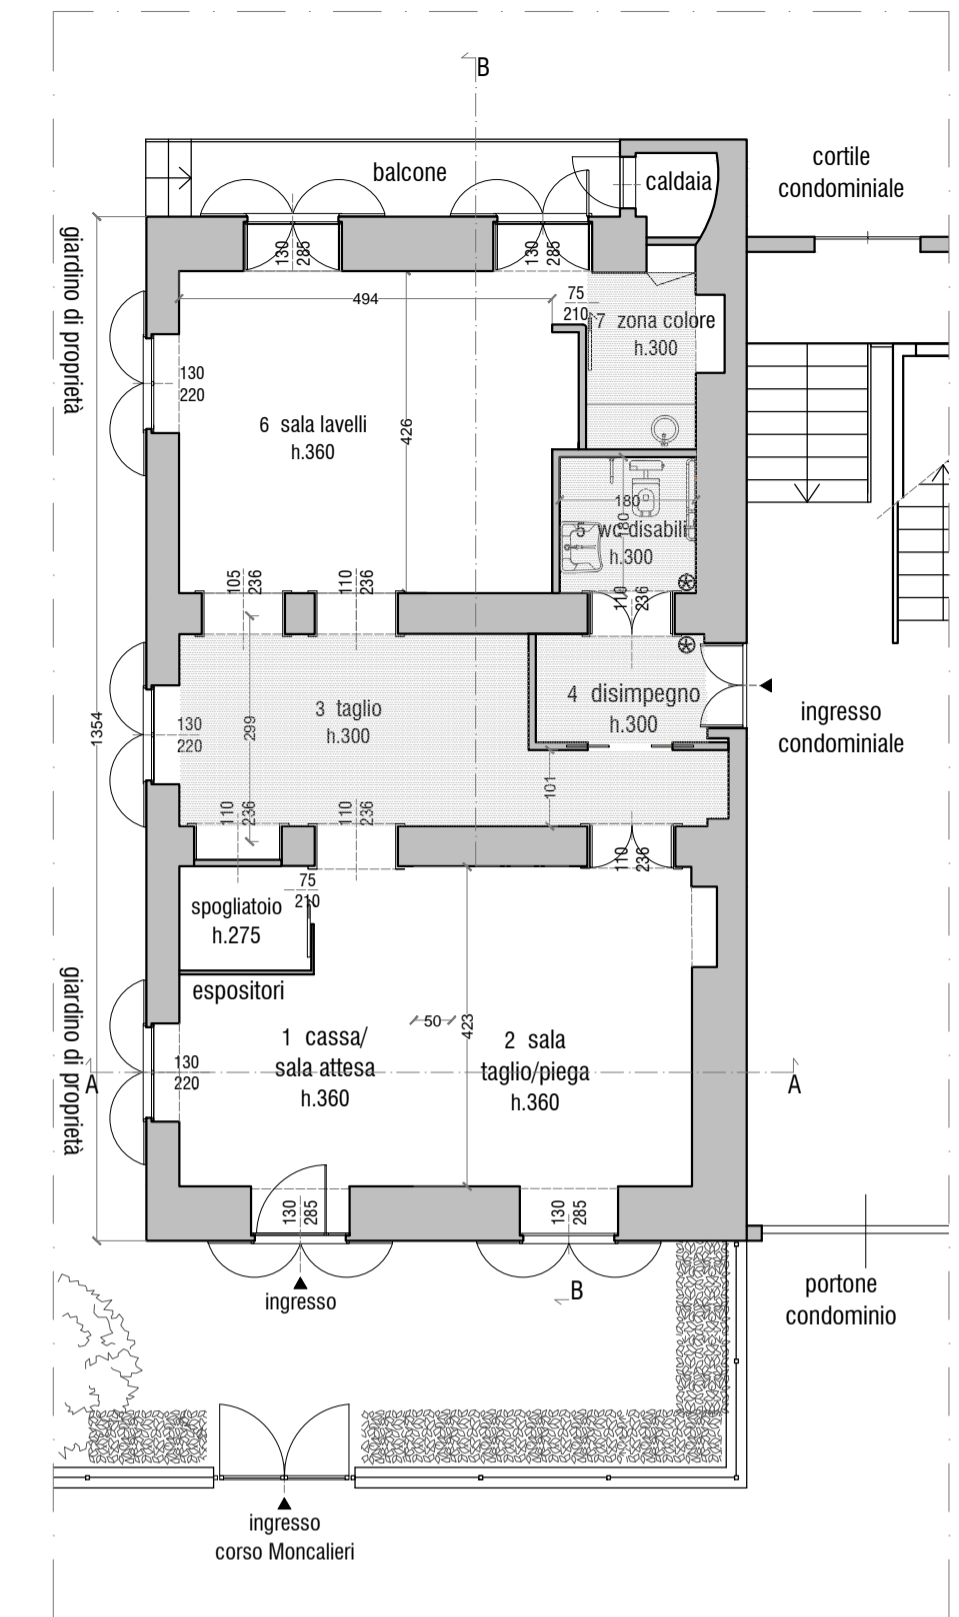 B
balcone
caldaia
cortile
condominiale
giardino di proprietà
130
285
130
285
494
75
210
7 zona colore
h.300
130
220
6 sala lavelli
h.360
426
180
180
5 wc disabili
h.300
105
236
110
236
110
236
1354
130
220
3 taglio
h.300
299
4 disimpegno
h.300
ingresso
condominiale
101
110
236
110
236
110
236
75
210
spogliatoio
h.275
espositori
giardino di proprietà
50
423
1 cassa/
sala attesa
h.360
2 sala
taglio/piega
h.360
130
220
A
A
130
285
130
285
ingresso
B
portone
condominio
ingresso
corso Moncalieri